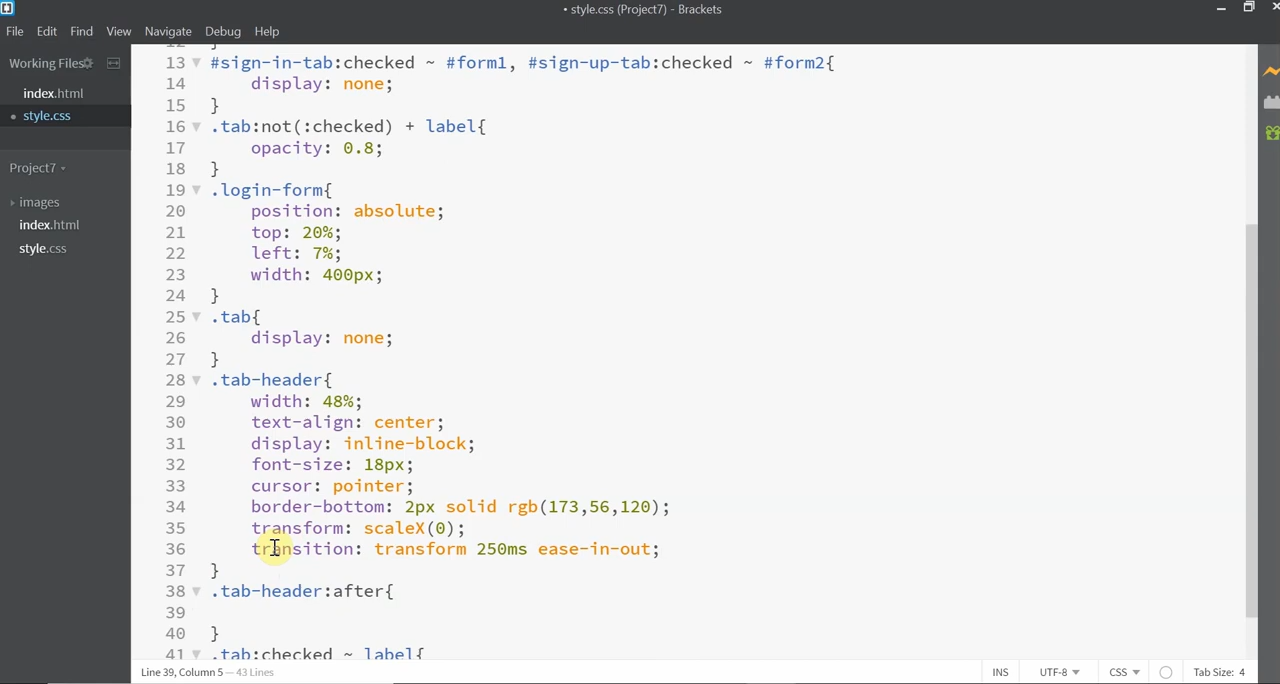 • style.css (Project7) - Brackets
File Edit Find View Navigate Debug Help
Working Files
index.html
• style.css
Project7
images
index.html
style.css
12 }
13 #sign-in-tab:checked ~ #form1, #sign-up-tab:checked ~ #form2{
14 display: none;
15 }
16 .tab:not(:checked) + label{
17 opacity: 0.8;
18 }
19 .login-form{
20 position: absolute;
21 top: 20%;
22 left: 7%;
23 width: 400px;
24 }
25 .tab{
26 display: none;
27 }
28 .tab-header{
29 width: 48%;
30 text-align: center;
31 display: inline-block;
32 font-size: 18px;
33 cursor: pointer;
34 border-bottom: 2px solid rgb(173,56,120);
35 transform: scaleX(0);
36 transition: transform 250ms ease-in-out;
37 }
38 .tab-header:after{
39
40 }
41 .tab:checked ~ label{
Line 39, Column 5 — 43 Lines
INS UTF-8 CSS Tab Size: 4